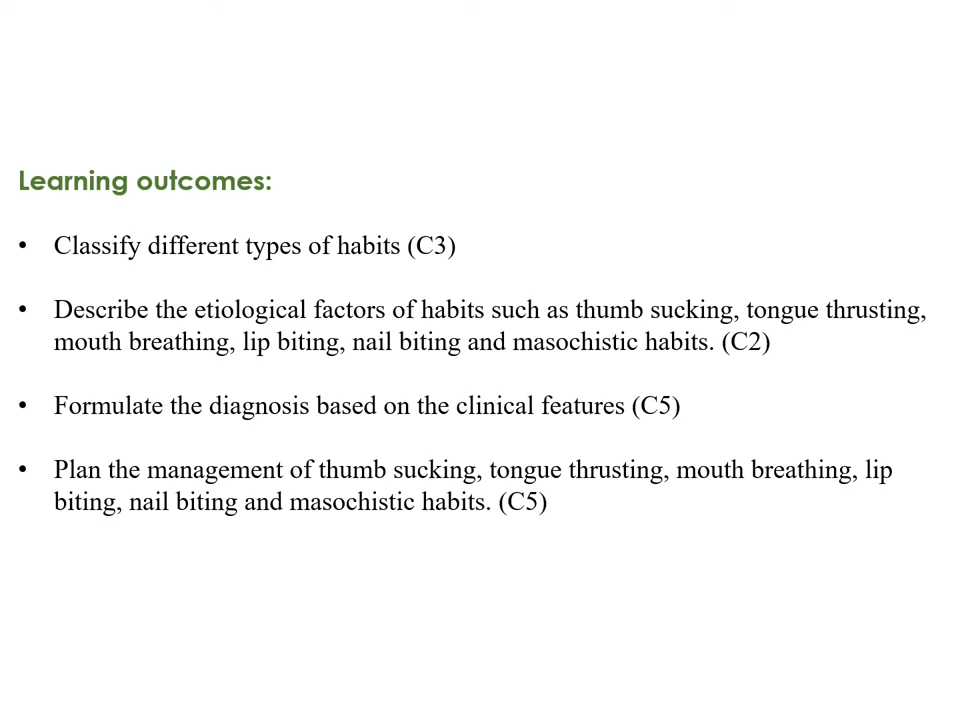 Learning outcomes:
• Classify different types of habits (C3)
• Describe the etiological factors of habits such as thumb sucking, tongue thrusting,
mouth breathing, lip biting, nail biting and masochistic habits. (C2)
• Formulate the diagnosis based on the clinical features (C5)
• Plan the management of thumb sucking, tongue thrusting, mouth breathing, lip
biting, nail biting and masochistic habits. (C5)